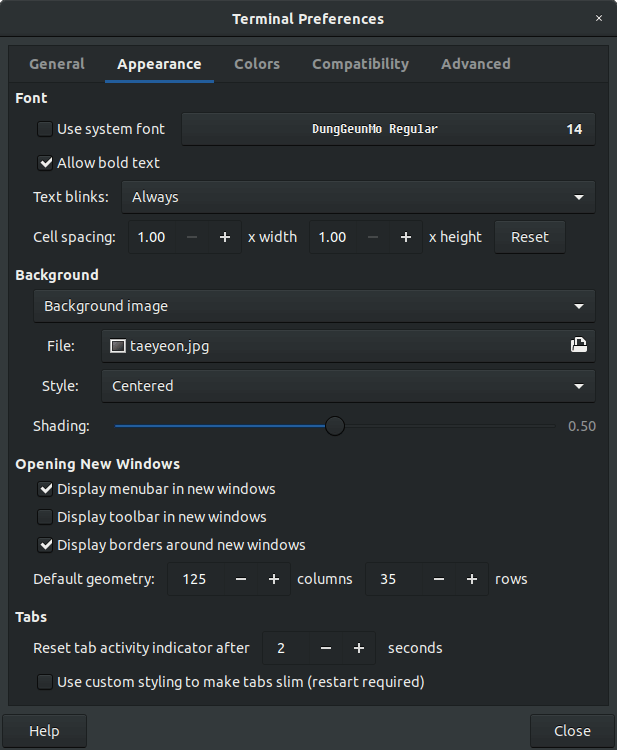 Terminal Preferences
General Appearance Colors Compatibility Advanced
Font
Use system font DungGeunMo Regular 14
Allow bold text
Text blinks: Always
Cell spacing: 1.00 − + x width 1.00 − + x height Reset
Background
Background image
File: taeyeon.jpg
Style: Centered
Shading: 0.50
Opening New Windows
Display menubar in new windows
Display toolbar in new windows
Display borders around new windows
Default geometry: 125 − + columns 35 − + rows
Tabs
Reset tab activity indicator after 2 − + seconds
Use custom styling to make tabs slim (restart required)
Help Close